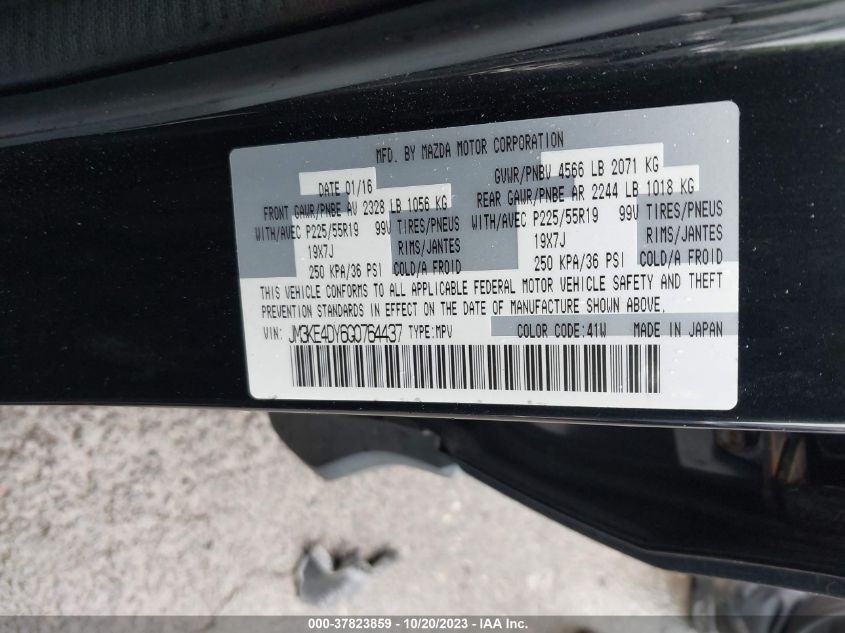 MFD. BY MAZDA MOTOR CORPORATION
DATE 01/16 GVWR/PNBV 4566 LB 2071 KG
FRONT GAWR/PNBE AV 2328 LB 1056 KG REAR GAWR/PNBE AR 2244 LB 1018 KG
WITH/AVEC P225/55R19 99V TIRES/PNEUS WITH/AVEC P225/55R19 99V TIRES/PNEUS
19X7J RIMS/JANTES 19X7J RIMS/JANTES
250 KPA/36 PSI COLD/A FROID 250 KPA/36 PSI COLD/A FROID
THIS VEHICLE CONFORMS TO ALL APPLICABLE FEDERAL MOTOR VEHICLE SAFETY AND THEFT
PREVENTION STANDARDS IN EFFECT ON THE DATE OF MANUFACTURE SHOWN ABOVE.
VIN: JM3KE4DY6G0764437 TYPE:MPV COLOR CODE:41W MADE IN JAPAN
000-37823859 | 10/20/2023 | IAA Inc.